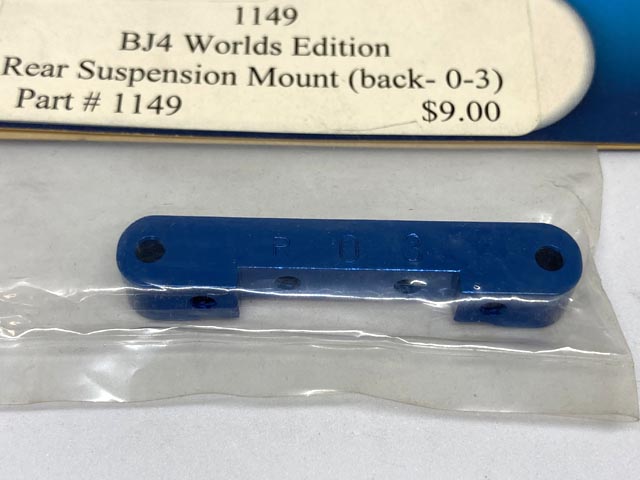 1149
BJ4 Worlds Edition
Rear Suspension Mount (back- 0-3)
Part # 1149 $9.00
P 0 3